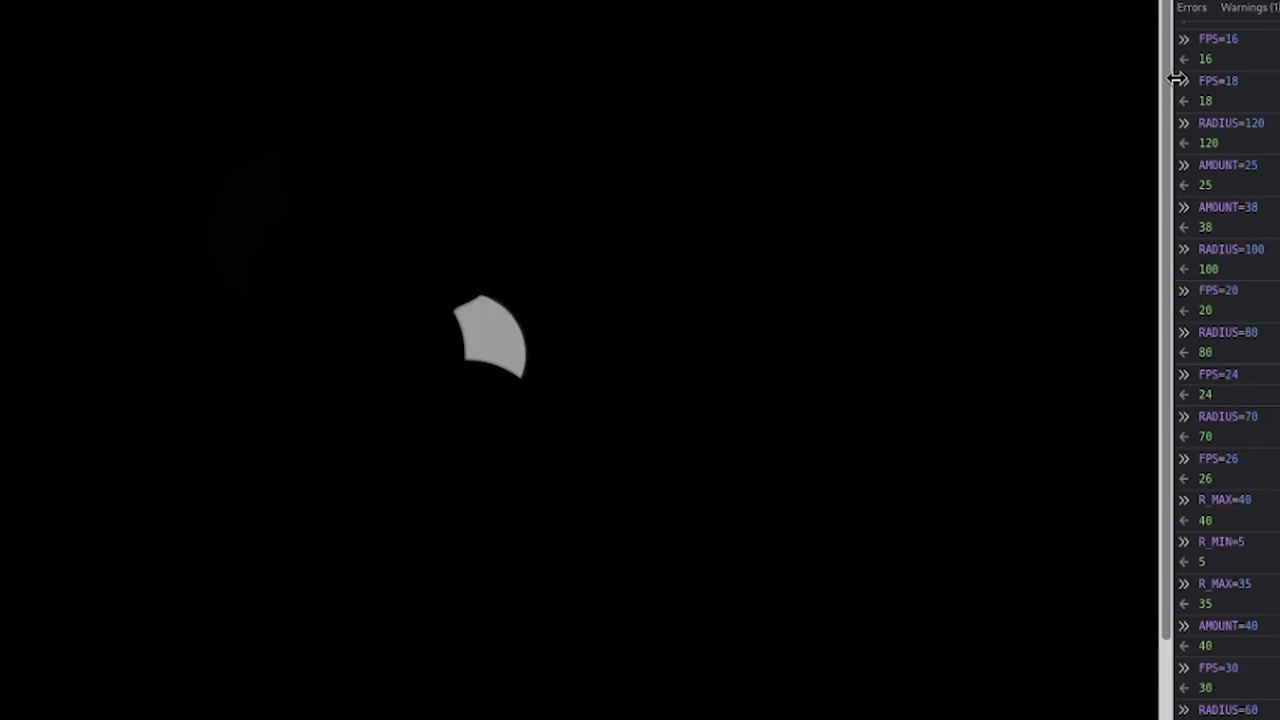 Errors Warnings (1)
» FPS=16
← 16
» FPS=18
← 18
» RADIUS=120
← 120
» AMOUNT=25
← 25
» AMOUNT=38
← 38
» RADIUS=100
← 100
» FPS=20
← 20
» RADIUS=80
← 80
» FPS=24
← 24
» RADIUS=70
← 70
» FPS=26
← 26
» R_MAX=40
← 40
» R_MIN=5
← 5
» R_MAX=35
← 35
» AMOUNT=40
← 40
» FPS=30
← 30
» RADIUS=60